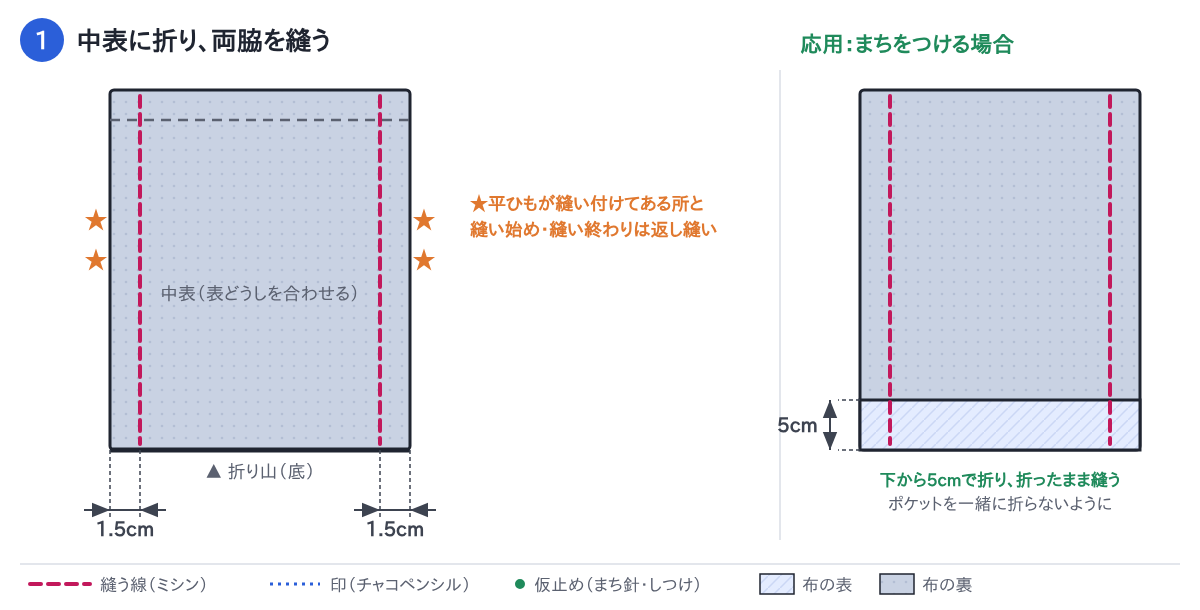 1 中表に折り、両脇を縫う
応用：まちをつける場合
★平ひもが縫い付けてある所と
縫い始め・縫い終わりは返し縫い
中表（表どうしを合わせる）
▲ 折り山（底）
1.5cm
1.5cm
5cm
下から5cmで折り、折ったまま縫う
ポケットを一緒に折らないように
縫う線（ミシン）
印（チャコペンシル）
仮止め（まち針・しつけ）
布の表
布の裏